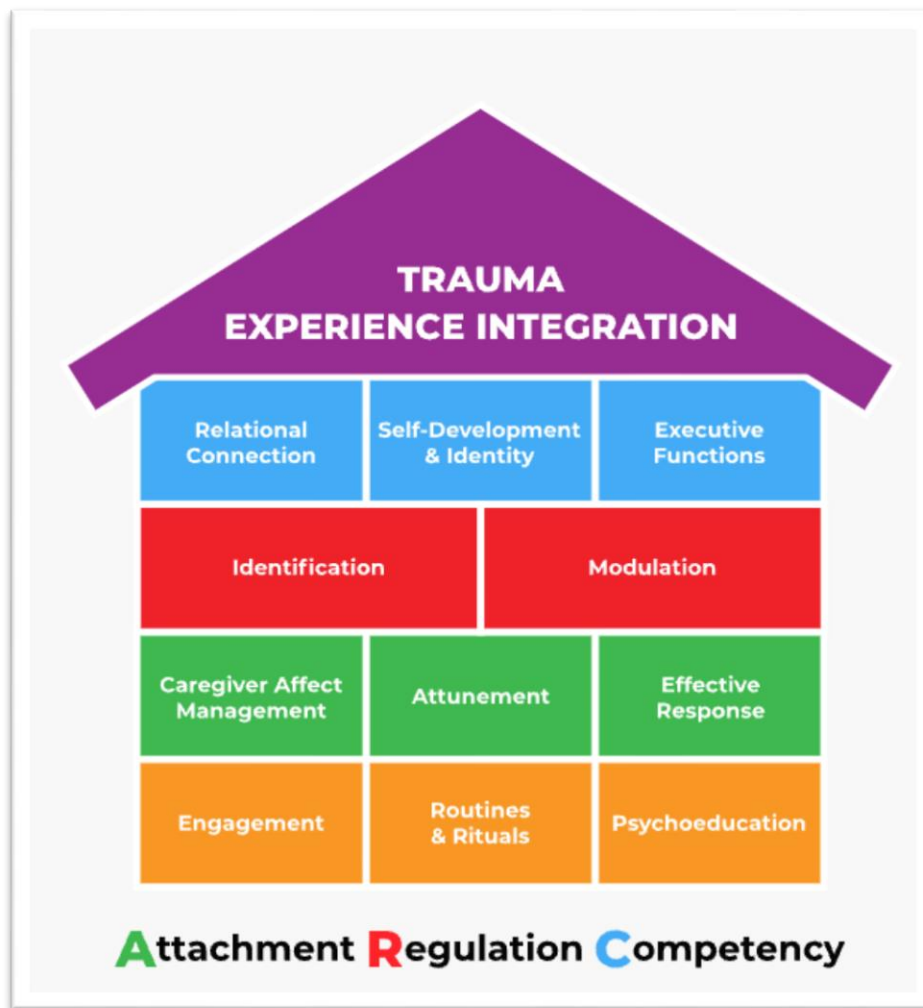 TRAUMA
EXPERIENCE INTEGRATION
Relational
Connection
Self-Development
& Identity
Executive
Functions
Identification
Modulation
Caregiver Affect
Management
Attunement
Effective
Response
Engagement
Routines
& Rituals
Psychoeducation
Attachment Regulation Competency